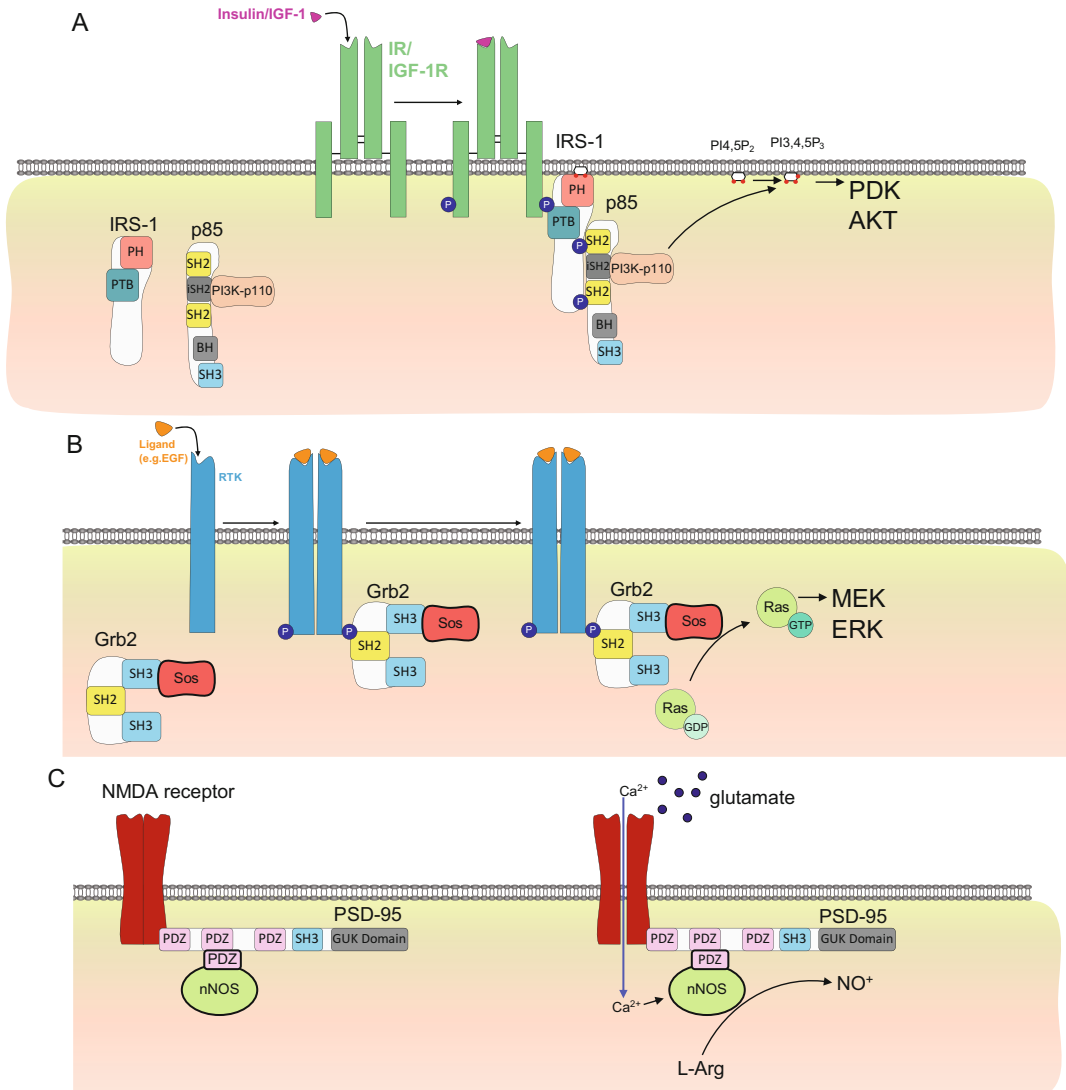 A
Insulin/IGF-1
IR/
IGF-1R
IRS-1
PI4,5P₂
PI3,4,5P₃
PDK
AKT
P
P
PH
PTB
p85
P
SH2
iSH2
PI3K-p110
SH2
P
BH
SH3
IRS-1
PH
PTB
p85
SH2
iSH2
PI3K-p110
SH2
BH
SH3
B
Ligand
(e.g.EGF)
RTK
Grb2
SH3
Sos
SH2
SH3
P
P
Grb2
SH3
Sos
SH2
SH3
P
P
Grb2
SH3
Sos
SH2
SH3
Ras
GDP
Ras
GTP
MEK
ERK
C
NMDA receptor
PSD-95
PDZ
PDZ
PDZ
SH3
GUK Domain
PDZ
nNOS
Ca²⁺
glutamate
PSD-95
PDZ
PDZ
PDZ
SH3
GUK Domain
PDZ
nNOS
Ca²⁺
NO⁺
L-Arg